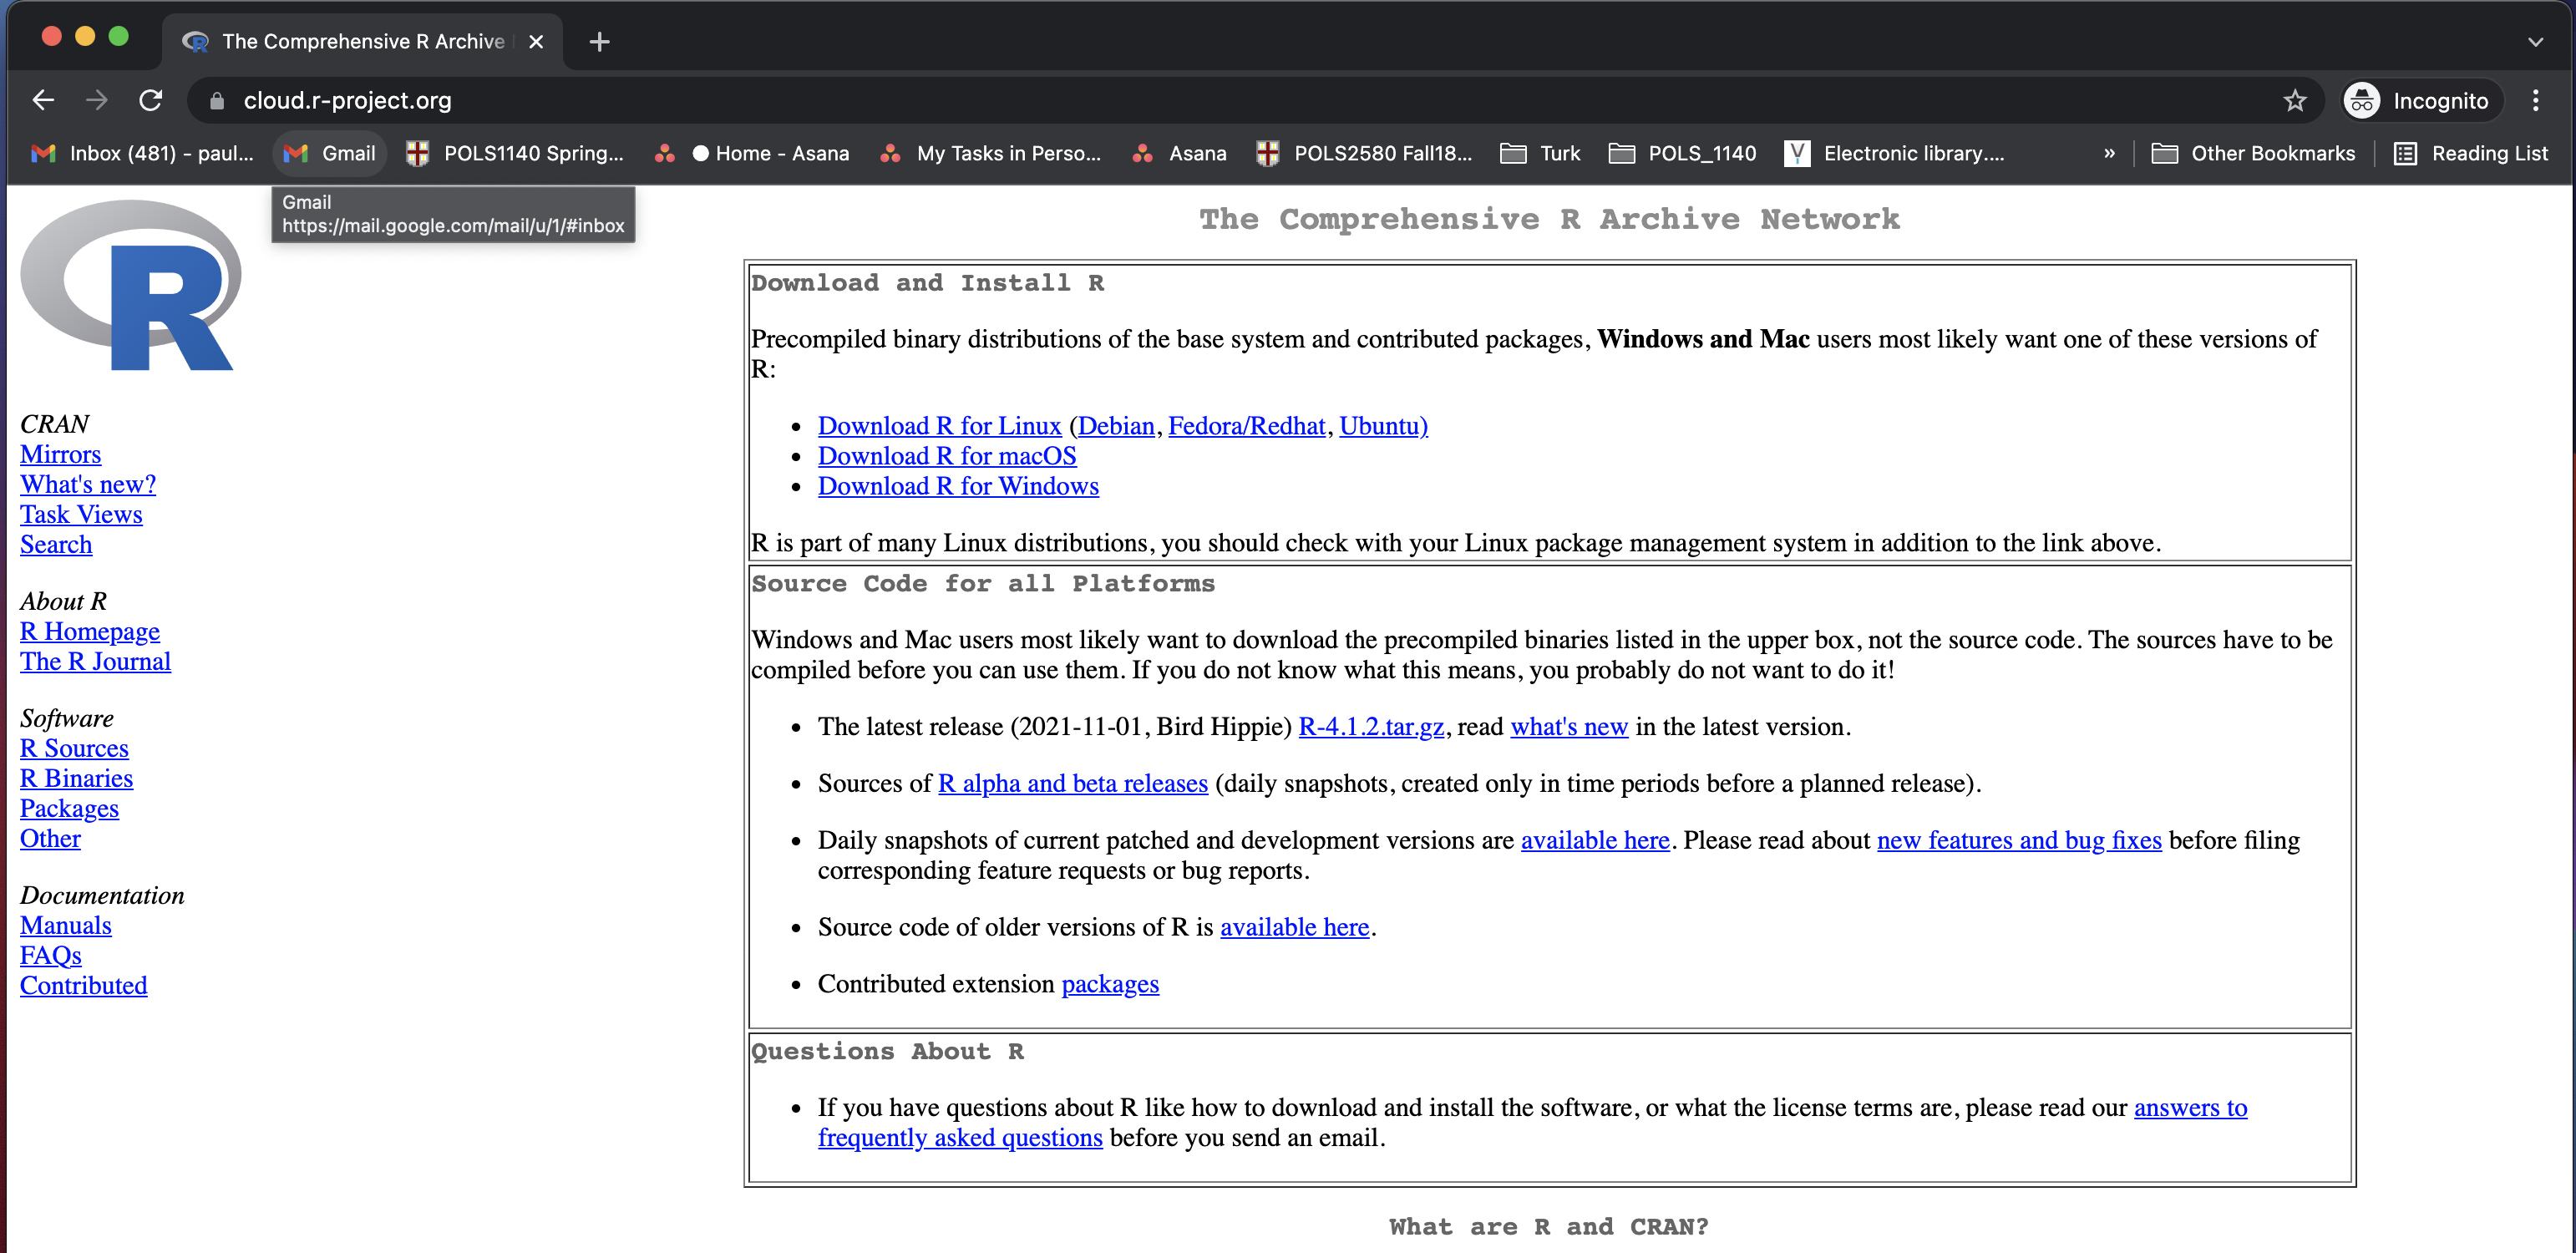 The Comprehensive R Archive
cloud.r-project.org
Incognito
Inbox (481) - paul...
Gmail
POLS1140 Spring...
Home - Asana
My Tasks in Perso...
Asana
POLS2580 Fall18...
Turk
POLS_1140
Electronic library....
»
Other Bookmarks
Reading List
Gmail
https://mail.google.com/mail/u/1/#inbox
R
CRAN
Mirrors
What's new?
Task Views
Search
About R
R Homepage
The R Journal
Software
R Sources
R Binaries
Packages
Other
Documentation
Manuals
FAQs
Contributed
The Comprehensive R Archive Network
Download and Install R
Precompiled binary distributions of the base system and contributed packages, Windows and Mac users most likely want one of these versions of
R:
• Download R for Linux (Debian, Fedora/Redhat, Ubuntu)
• Download R for macOS
• Download R for Windows
R is part of many Linux distributions, you should check with your Linux package management system in addition to the link above.
Source Code for all Platforms
Windows and Mac users most likely want to download the precompiled binaries listed in the upper box, not the source code. The sources have to be
compiled before you can use them. If you do not know what this means, you probably do not want to do it!
• The latest release (2021-11-01, Bird Hippie) R-4.1.2.tar.gz, read what's new in the latest version.
• Sources of R alpha and beta releases (daily snapshots, created only in time periods before a planned release).
• Daily snapshots of current patched and development versions are available here. Please read about new features and bug fixes before filing
corresponding feature requests or bug reports.
• Source code of older versions of R is available here.
• Contributed extension packages
Questions About R
• If you have questions about R like how to download and install the software, or what the license terms are, please read our answers to
frequently asked questions before you send an email.
What are R and CRAN?